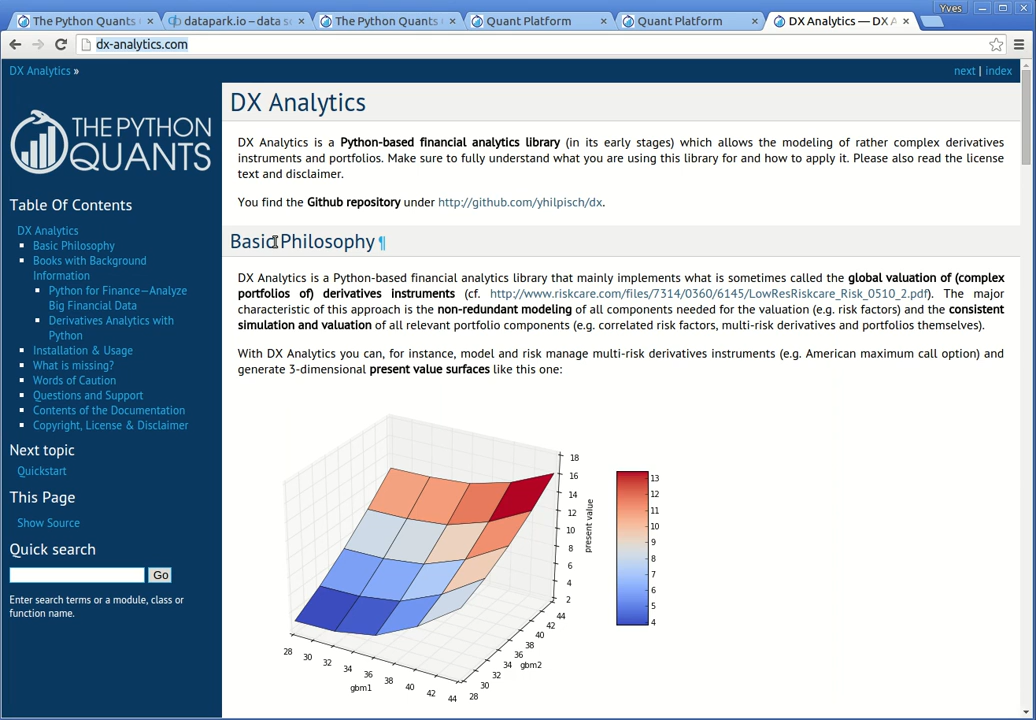 Yves
The Python Quants
datapark.io – data s
The Python Quants
Quant Platform
Quant Platform
DX Analytics — DX A
dx-analytics.com
DX Analytics »
next | index
THE PYTHON
QUANTS
Table Of Contents
DX Analytics
Basic Philosophy
Books with Background
Information
Python for Finance—Analyze
Big Financial Data
Derivatives Analytics with
Python
Installation & Usage
What is missing?
Words of Caution
Questions and Support
Contents of the Documentation
Copyright, License & Disclaimer
Next topic
Quickstart
This Page
Show Source
Quick search
Go
Enter search terms or a module, class or
function name.
DX Analytics
DX Analytics is a Python-based financial analytics library (in its early stages) which allows the modeling of rather complex derivatives
instruments and portfolios. Make sure to fully understand what you are using this library for and how to apply it. Please also read the license
text and disclaimer.
You find the Github repository under http://github.com/yhilpisch/dx.
Basic Philosophy ¶
DX Analytics is a Python-based financial analytics library that mainly implements what is sometimes called the global valuation of (complex
portfolios of) derivatives instruments (cf. http://www.riskcare.com/files/7314/0360/6145/LowResRiskcare_Risk_0510_2.pdf). The major
characteristic of this approach is the non-redundant modeling of all components needed for the valuation (e.g. risk factors) and the consistent
simulation and valuation of all relevant portfolio components (e.g. correlated risk factors, multi-risk derivatives and portfolios themselves).
With DX Analytics you can, for instance, model and risk manage multi-risk derivatives instruments (e.g. American maximum call option) and
generate 3-dimensional present value surfaces like this one:
18
16
14
12
10
8
6
4
2
present value
44
42
40
38
36
34
32
30
28
gbm2
28
30
32
34
36
38
40
42
44
gbm1
13
12
11
10
9
8
7
6
5
4